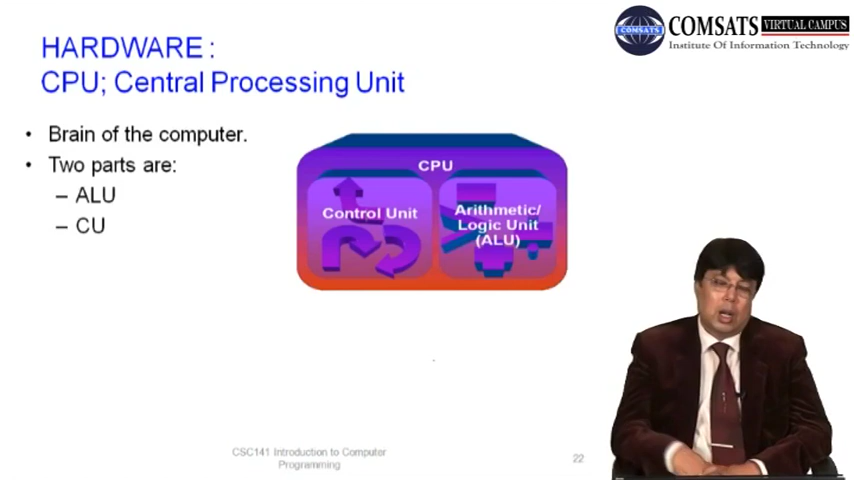 COMSATS
COMSATS VIRTUAL CAMPUS
Institute Of Information Technology
HARDWARE :
CPU; Central Processing Unit
• Brain of the computer.
• Two parts are:
– ALU
– CU
CPU
Control Unit
Arithmetic/
Logic Unit
(ALU)
CSC141 Introduction to Computer
Programming
22